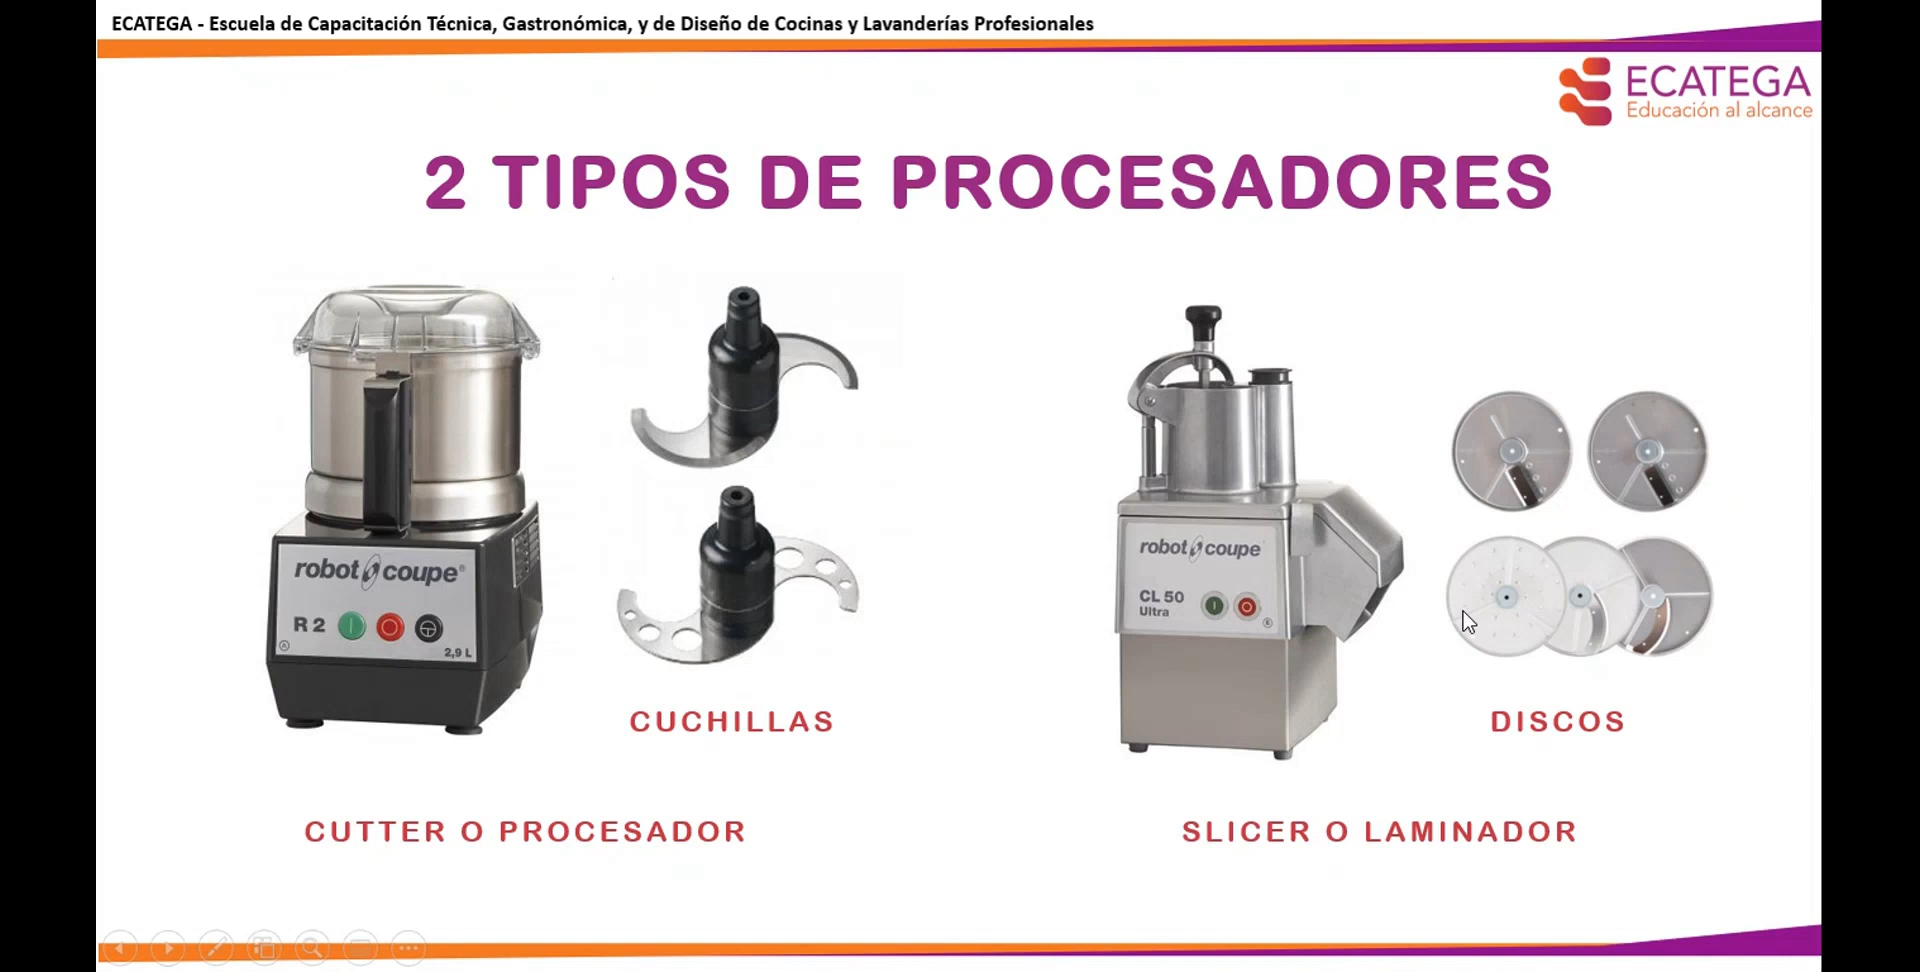 ECATEGA - Escuela de Capacitación Técnica, Gastronómica, y de Diseño de Cocinas y Lavanderías Profesionales
ECATEGA
Educación al alcance
2 TIPOS DE PROCESADORES
robot coupe®
R 2
2,9 L
CUCHILLAS
CUTTER O PROCESADOR
robot coupe
CL 50
Ultra
DISCOS
SLICER O LAMINADOR